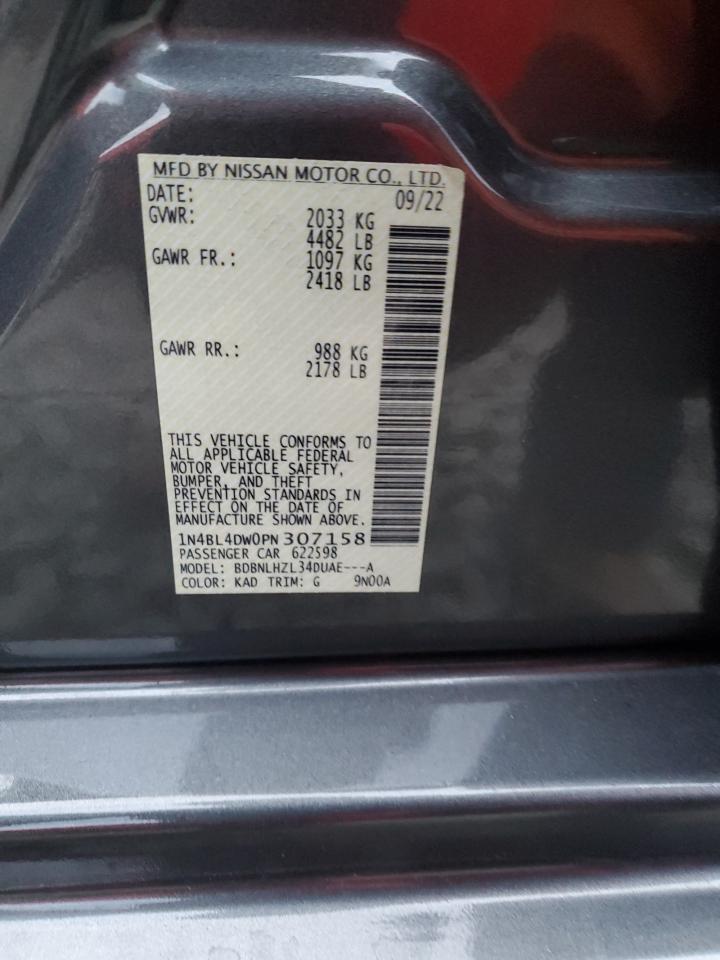 MFD BY NISSAN MOTOR CO., LTD.
DATE: 09/22
GVWR: 2033 KG
4482 LB
GAWR FR.: 1097 KG
2418 LB
GAWR RR.: 988 KG
2178 LB
THIS VEHICLE CONFORMS TO
ALL APPLICABLE FEDERAL
MOTOR VEHICLE SAFETY,
BUMPER, AND THEFT
PREVENTION STANDARDS IN
EFFECT ON THE DATE OF
MANUFACTURE SHOWN ABOVE.
1N4BL4DW0PN307158
PASSENGER CAR 622598
MODEL: BDBNLHZL34DUAE---A
COLOR: KAD TRIM: G 9N00A